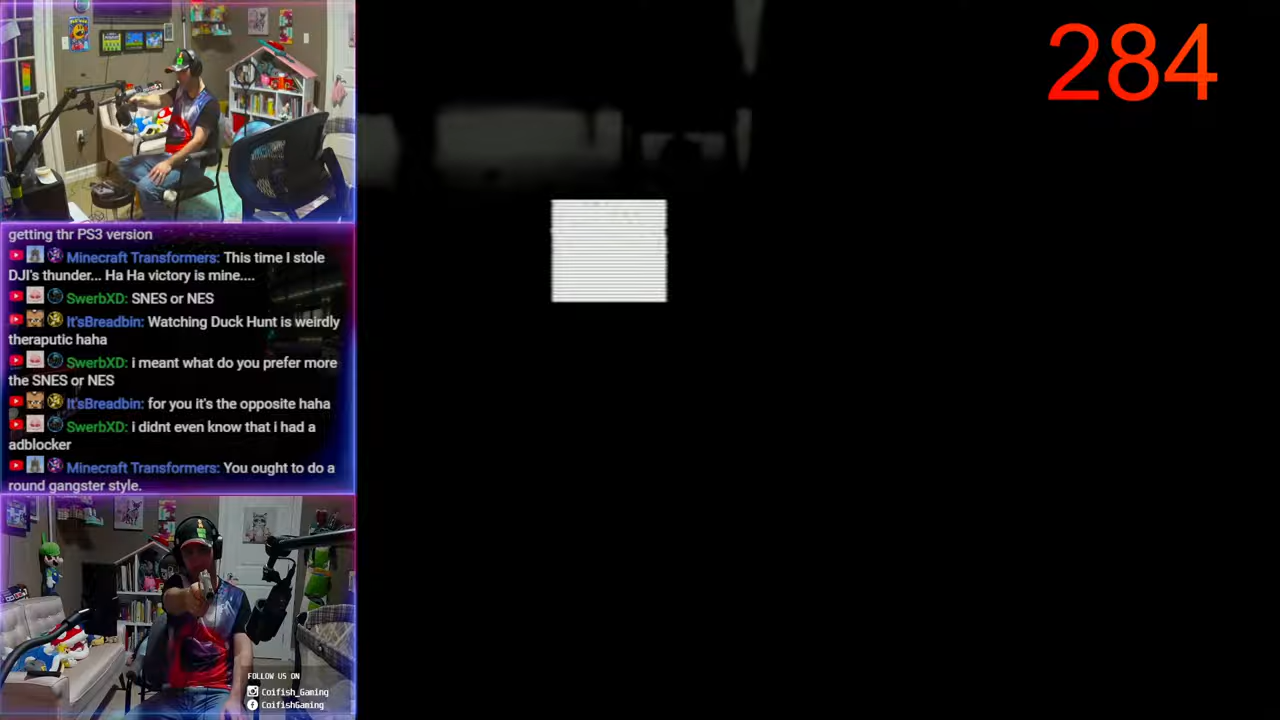 284
getting thr PS3 version
Minecraft Transformers: This time I stole
DJI's thunder... Ha Ha victory is mine....
SwerbXD: SNES or NES
It'sBreadbin: Watching Duck Hunt is weirdly
theraputic haha
SwerbXD: i meant what do you prefer more
the SNES or NES
It'sBreadbin: for you it's the opposite haha
SwerbXD: i didnt even know that i had a
adblocker
Minecraft Transformers: You ought to do a
round gangster style.
FOLLOW US ON
Coifish_Gaming
CoifishGaming